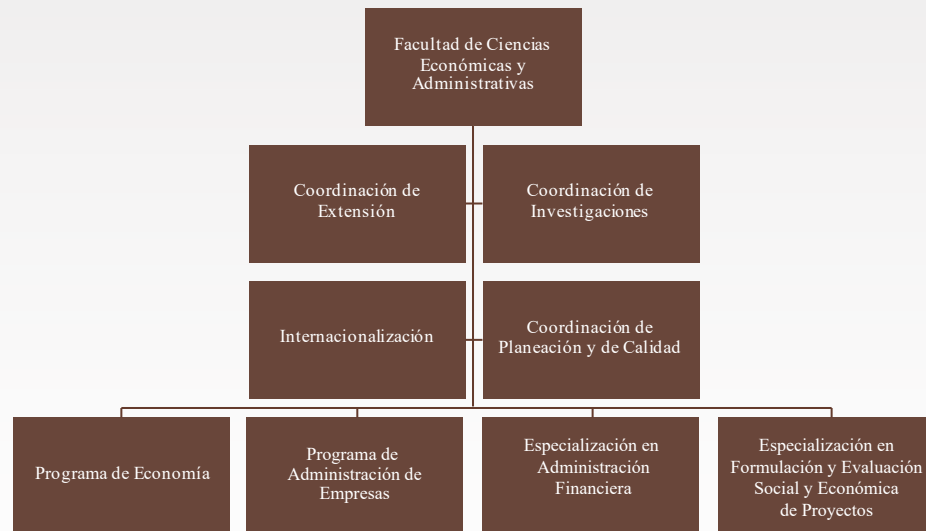 Facultad de Ciencias
Económicas y
Administrativas
Coordinación de
Extensión
Coordinación de
Investigaciones
Internacionalización
Coordinación de
Planeación y de Calidad
Programa de Economía
Programa de
Administración de
Empresas
Especialización en
Administración
Financiera
Especialización en
Formulación y Evaluación
Social y Económica
de Proyectos